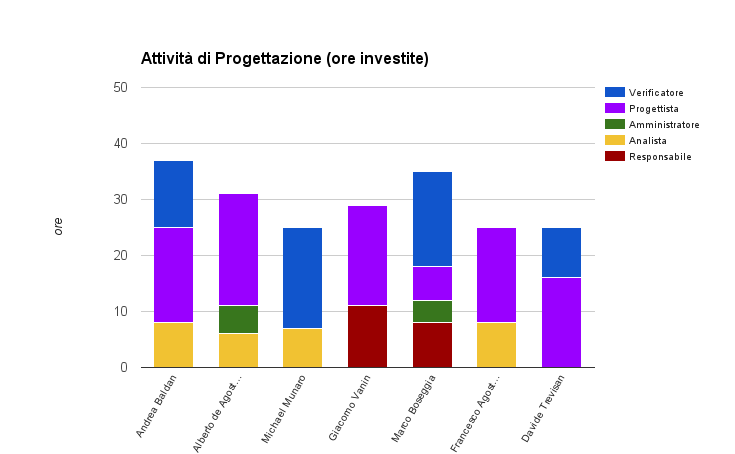 Attività di Progettazione (ore investite)
50
40
30
20
10
0
ore
Verificatore
Progettista
Amministratore
Analista
Responsabile
Andrea Baldan
Alberto de Agost...
Michael Munaro
Giacomo Vanin
Marco Boseggia
Francesco Agost...
Davide Trevisan